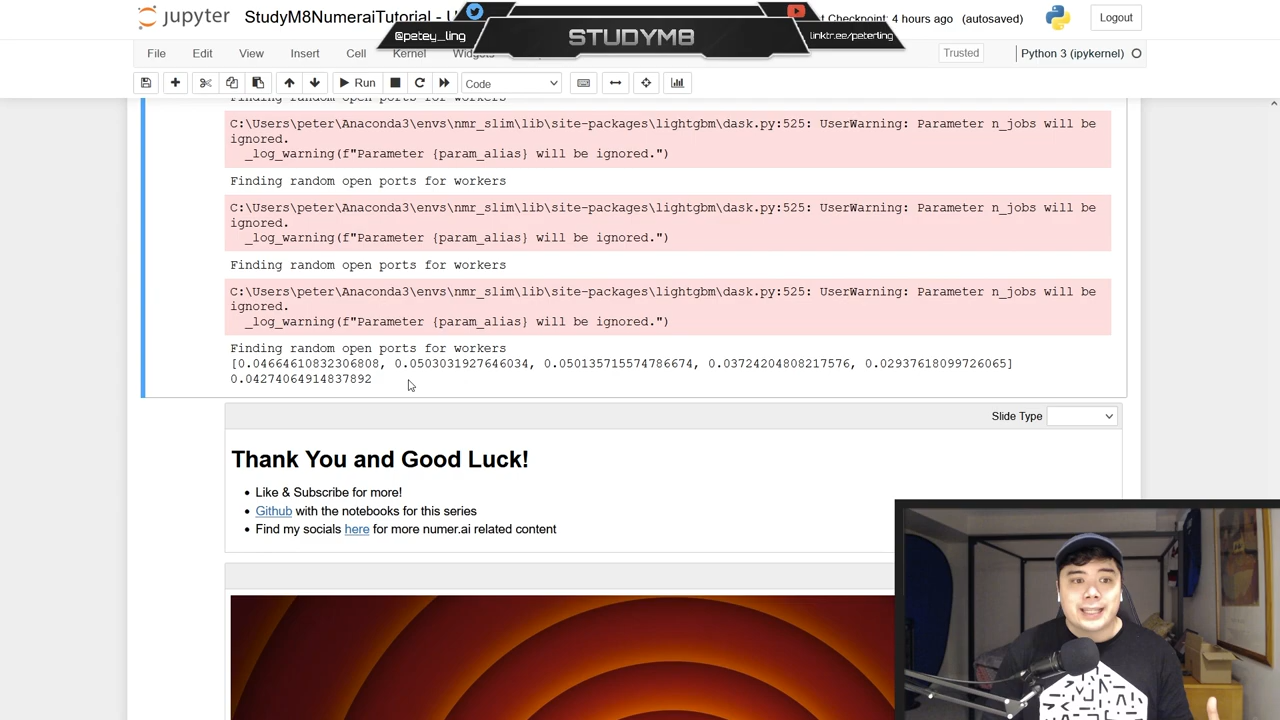 jupyter StudyM8NumeraiTutorial - U
t Checkpoint: 4 hours ago (autosaved)
Logout
@petey_ling
STUDYM8
linktr.ee/peterling
File Edit View Insert Cell Kernel Widgets
Trusted
Python 3 (ipykernel)
Run
Code
Finding random open ports for workers
C:\Users\peter\Anaconda3\envs\nmr_slim\lib\site-packages\lightgbm\dask.py:525: UserWarning: Parameter n_jobs will be
ignored.
_log_warning(f"Parameter {param_alias} will be ignored.")
Finding random open ports for workers
C:\Users\peter\Anaconda3\envs\nmr_slim\lib\site-packages\lightgbm\dask.py:525: UserWarning: Parameter n_jobs will be
ignored.
_log_warning(f"Parameter {param_alias} will be ignored.")
Finding random open ports for workers
C:\Users\peter\Anaconda3\envs\nmr_slim\lib\site-packages\lightgbm\dask.py:525: UserWarning: Parameter n_jobs will be
ignored.
_log_warning(f"Parameter {param_alias} will be ignored.")
Finding random open ports for workers
[0.04664610832306808, 0.0503031927646034, 0.050135715574786674, 0.03724204808217576, 0.02937618099726065]
0.04274064914837892
Slide Type
Thank You and Good Luck!
Like & Subscribe for more!
Github with the notebooks for this series
Find my socials here for more numer.ai related content